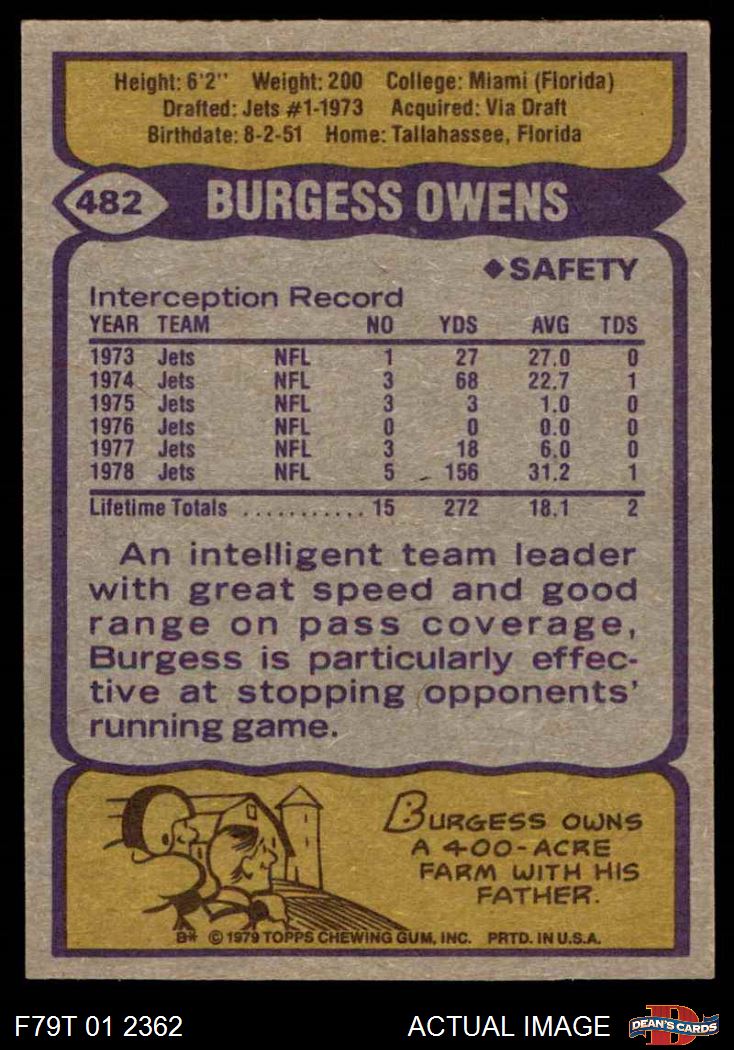 Height: 6'2" Weight: 200 College: Miami (Florida)
Drafted: Jets #1-1973 Acquired: Via Draft
Birthdate: 8-2-51 Home: Tallahassee, Florida
482 BURGESS OWENS
◆SAFETY
Interception Record
YEAR TEAM NO YDS AVG TDS
1973 Jets NFL 1 27 27.0 0
1974 Jets NFL 3 68 22.7 1
1975 Jets NFL 3 3 1.0 0
1976 Jets NFL 0 0 0.0 0
1977 Jets NFL 3 18 6.0 0
1978 Jets NFL 5 156 31.2 1
Lifetime Totals ........... 15 272 18.1 2
An intelligent team leader
with great speed and good
range on pass coverage,
Burgess is particularly effec-
tive at stopping opponents'
running game.
BURGESS OWNS
A 400-ACRE
FARM WITH HIS
FATHER.
B* © 1979 TOPPS CHEWING GUM, INC. PRTD. IN U.S.A.
F79T 01 2362 ACTUAL IMAGE D DEAN'S CARDS